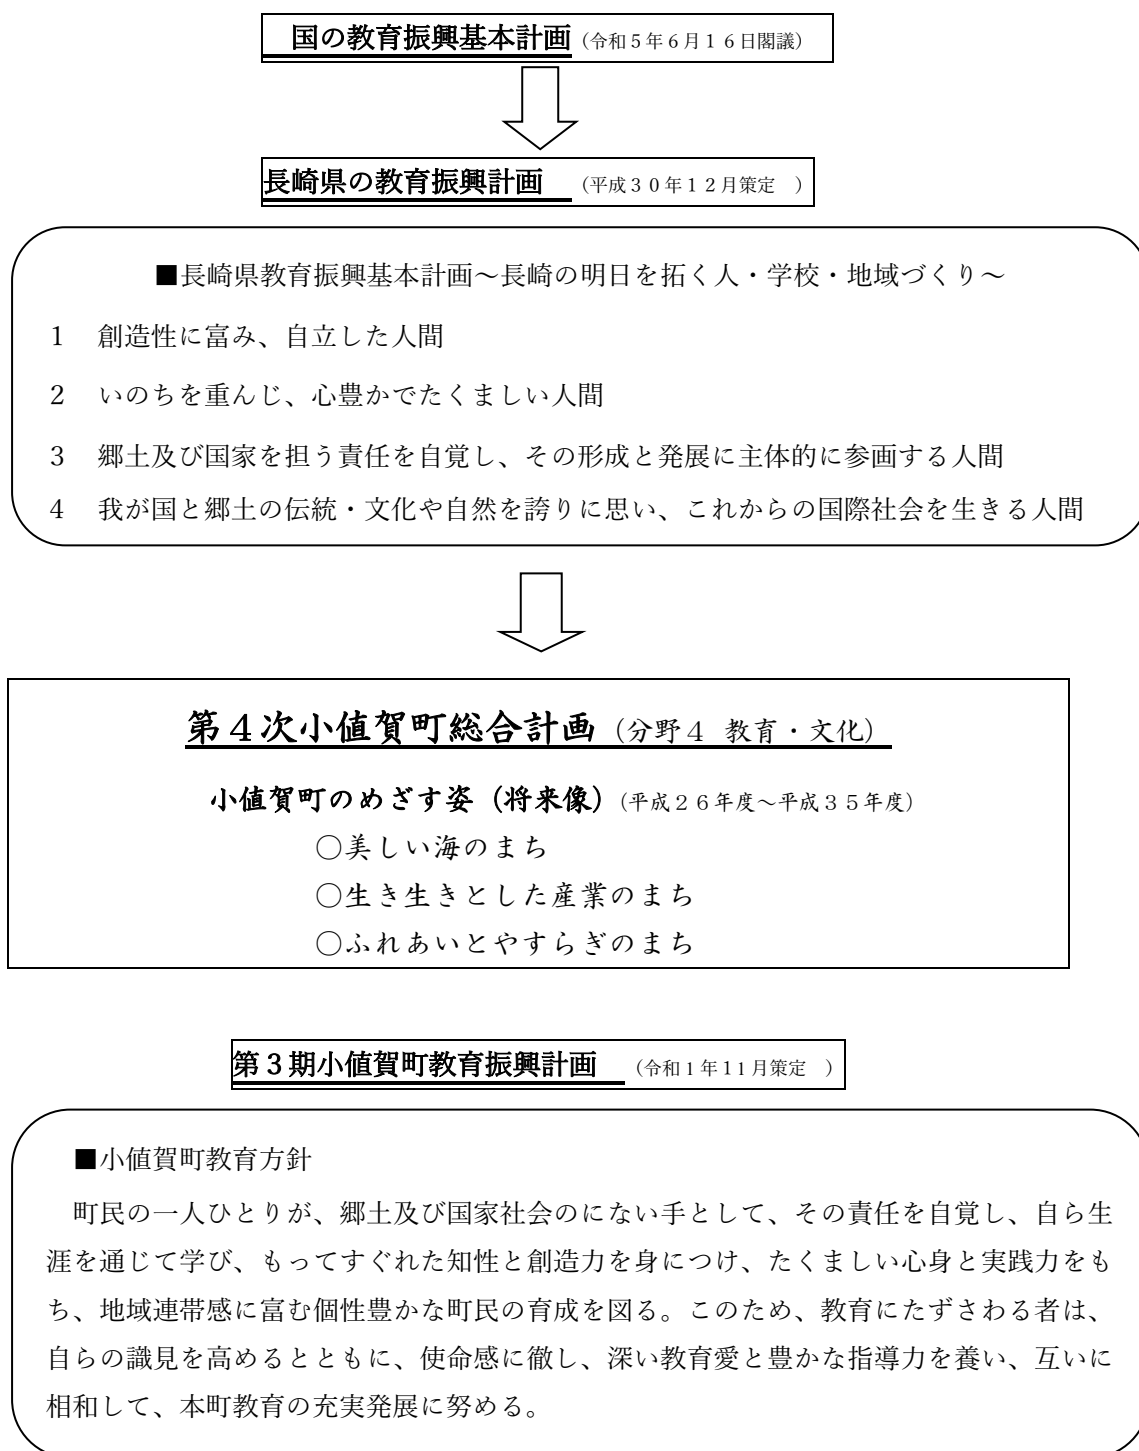 国の教育振興基本計画（令和５年６月１６日閣議）
長崎県の教育振興計画　（平成３０年１２月策定　）
■長崎県教育振興基本計画～長崎の明日を拓く人・学校・地域づくり～
1　創造性に富み、自立した人間
2　いのちを重んじ、心豊かでたくましい人間
3　郷土及び国家を担う責任を自覚し、その形成と発展に主体的に参画する人間
4　我が国と郷土の伝統・文化や自然を誇りに思い、これからの国際社会を生きる人間
第４次小値賀町総合計画（分野４ 教育・文化）
小値賀町のめざす姿（将来像）（平成２６年度～平成３５年度）
○美しい海のまち
○生き生きとした産業のまち
○ふれあいとやすらぎのまち
第３期小値賀町教育振興計画　（令和１年１１月策定　）
■小値賀町教育方針
町民の一人ひとりが、郷土及び国家社会のにない手として、その責任を自覚し、自ら生
涯を通じて学び、もってすぐれた知性と創造力を身につけ、たくましい心身と実践力をも
ち、地域連帯感に富む個性豊かな町民の育成を図る。このため、教育にたずさわる者は、
自らの識見を高めるとともに、使命感に徹し、深い教育愛と豊かな指導力を養い、互いに
相和して、本町教育の充実発展に努める。